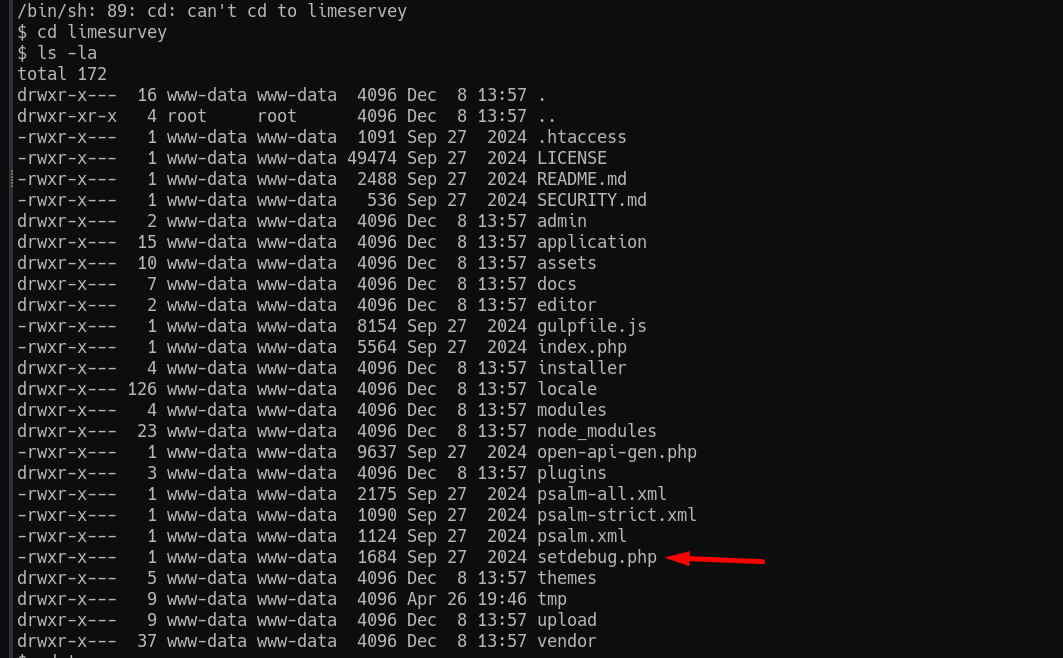 /bin/sh: 89: cd: can't cd to limeservey
$ cd limesurvey
$ ls -la
total 172
drwxr-x---  16 www-data www-data  4096 Dec  8 13:57 .
drwxr-xr-x   4 root     root      4096 Dec  8 13:57 ..
-rwxr-x---   1 www-data www-data  1091 Sep 27  2024 .htaccess
-rwxr-x---   1 www-data www-data 49474 Sep 27  2024 LICENSE
-rwxr-x---   1 www-data www-data  2488 Sep 27  2024 README.md
-rwxr-x---   1 www-data www-data   536 Sep 27  2024 SECURITY.md
drwxr-x---   2 www-data www-data  4096 Dec  8 13:57 admin
drwxr-x---  15 www-data www-data  4096 Dec  8 13:57 application
drwxr-x---  10 www-data www-data  4096 Dec  8 13:57 assets
drwxr-x---   7 www-data www-data  4096 Dec  8 13:57 docs
drwxr-x---   2 www-data www-data  4096 Dec  8 13:57 editor
-rwxr-x---   1 www-data www-data  8154 Sep 27  2024 gulpfile.js
-rwxr-x---   1 www-data www-data  5564 Sep 27  2024 index.php
drwxr-x---   4 www-data www-data  4096 Dec  8 13:57 installer
drwxr-x--- 126 www-data www-data  4096 Dec  8 13:57 locale
drwxr-x---   4 www-data www-data  4096 Dec  8 13:57 modules
drwxr-x---  23 www-data www-data  4096 Dec  8 13:57 node_modules
-rwxr-x---   1 www-data www-data  9637 Sep 27  2024 open-api-gen.php
drwxr-x---   3 www-data www-data  4096 Dec  8 13:57 plugins
-rwxr-x---   1 www-data www-data  2175 Sep 27  2024 psalm-all.xml
-rwxr-x---   1 www-data www-data  1090 Sep 27  2024 psalm-strict.xml
-rwxr-x---   1 www-data www-data  1124 Sep 27  2024 psalm.xml
-rwxr-x---   1 www-data www-data  1684 Sep 27  2024 setdebug.php
drwxr-x---   5 www-data www-data  4096 Dec  8 13:57 themes
drwxr-x---   9 www-data www-data  4096 Apr 26 19:46 tmp
drwxr-x---   9 www-data www-data  4096 Dec  8 13:57 upload
drwxr-x---  37 www-data www-data  4096 Dec  8 13:57 vendor